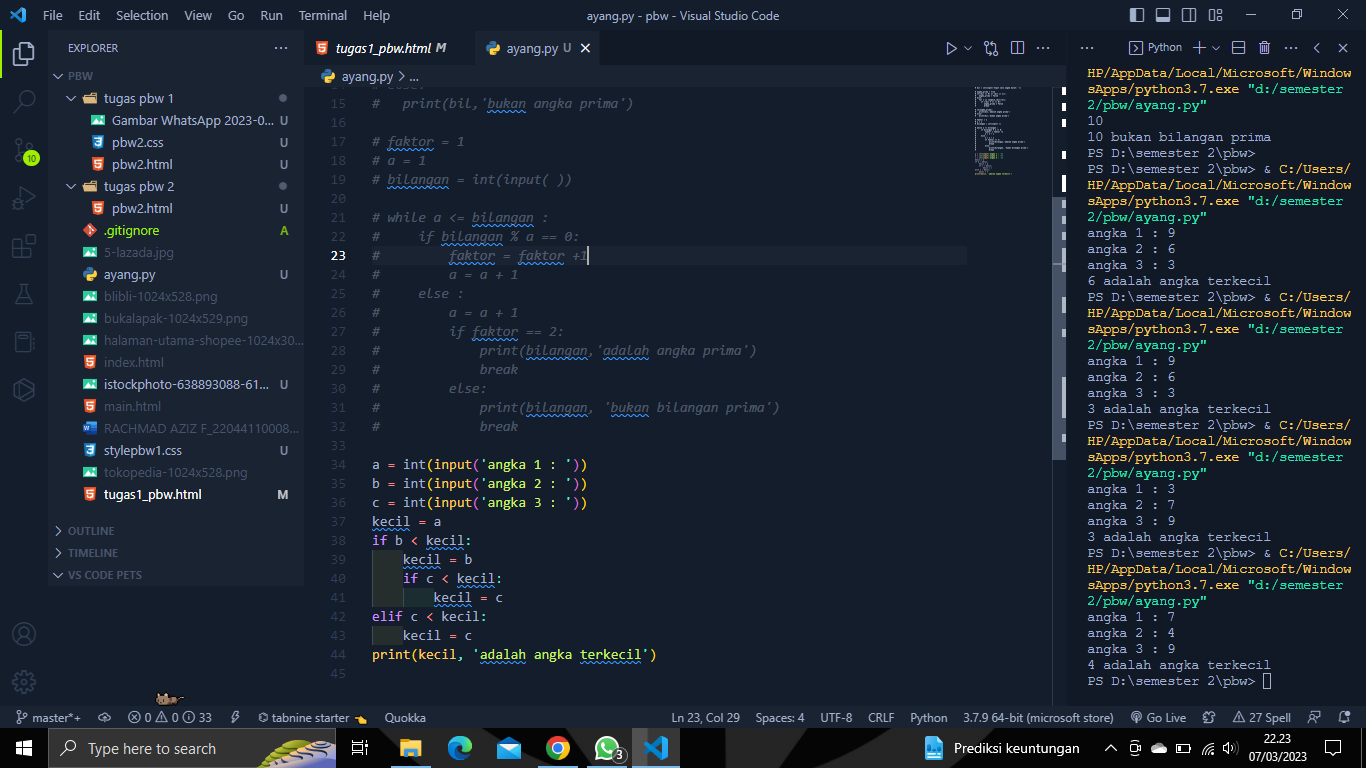 File Edit Selection View Go Run Terminal Help
ayang.py - pbw - Visual Studio Code
EXPLORER
PBW
tugas pbw 1
Gambar WhatsApp 2023-0... U
pbw2.css U
pbw2.html U
tugas pbw 2
pbw2.html U
.gitignore A
5-lazada.jpg
ayang.py U
blibli-1024x528.png
bukalapak-1024x529.png
halaman-utama-shopee-1024x30...
index.html
istockphoto-638893088-61... U
main.html
RACHMAD AZIZ F_22044110008...
stylepbw1.css U
tokopedia-1024x528.png
tugas1_pbw.html M
OUTLINE
TIMELINE
VS CODE PETS
10
tugas1_pbw.html M
ayang.py U
ayang.py > ...
15 #   print(bil,'bukan angka prima')
16
17 # faktor = 1
18 # a = 1
19 # bilangan = int(input( ))
20
21 # while a <= bilangan :
22 #     if bilangan % a == 0:
23 #         faktor = faktor +1
24 #         a = a + 1
25 #     else :
26 #         a = a + 1
27 #         if faktor == 2:
28 #             print(bilangan,'adalah angka prima')
29 #             break
30 #         else:
31 #             print(bilangan, 'bukan bilangan prima')
32 #             break
33
34 a = int(input('angka 1 : '))
35 b = int(input('angka 2 : '))
36 c = int(input('angka 3 : '))
37 kecil = a
38 if b < kecil:
39     kecil = b
40     if c < kecil:
41         kecil = c
42 elif c < kecil:
43     kecil = c
44 print(kecil, 'adalah angka terkecil')
45
Python
HP/AppData/Local/Microsoft/Window
sApps/python3.7.exe "d:/semester
2/pbw/ayang.py"
10
10 bukan bilangan prima
PS D:\semester 2\pbw>
PS D:\semester 2\pbw> & C:/Users/
HP/AppData/Local/Microsoft/Window
sApps/python3.7.exe "d:/semester
2/pbw/ayang.py"
angka 1 : 9
angka 2 : 6
angka 3 : 3
6 adalah angka terkecil
PS D:\semester 2\pbw> & C:/Users/
HP/AppData/Local/Microsoft/Window
sApps/python3.7.exe "d:/semester
2/pbw/ayang.py"
angka 1 : 9
angka 2 : 6
angka 3 : 3
3 adalah angka terkecil
PS D:\semester 2\pbw> & C:/Users/
HP/AppData/Local/Microsoft/Window
sApps/python3.7.exe "d:/semester
2/pbw/ayang.py"
angka 1 : 3
angka 2 : 7
angka 3 : 9
3 adalah angka terkecil
PS D:\semester 2\pbw> & C:/Users/
HP/AppData/Local/Microsoft/Window
sApps/python3.7.exe "d:/semester
2/pbw/ayang.py"
angka 1 : 7
angka 2 : 4
angka 3 : 9
4 adalah angka terkecil
PS D:\semester 2\pbw>
master*+ 0 0 33 tabnine starter Quokka Ln 23, Col 29 Spaces: 4 UTF-8 CRLF Python 3.7.9 64-bit (microsoft store) Go Live 27 Spell
Type here to search 3 Prediksi keuntungan 22.23
07/03/2023